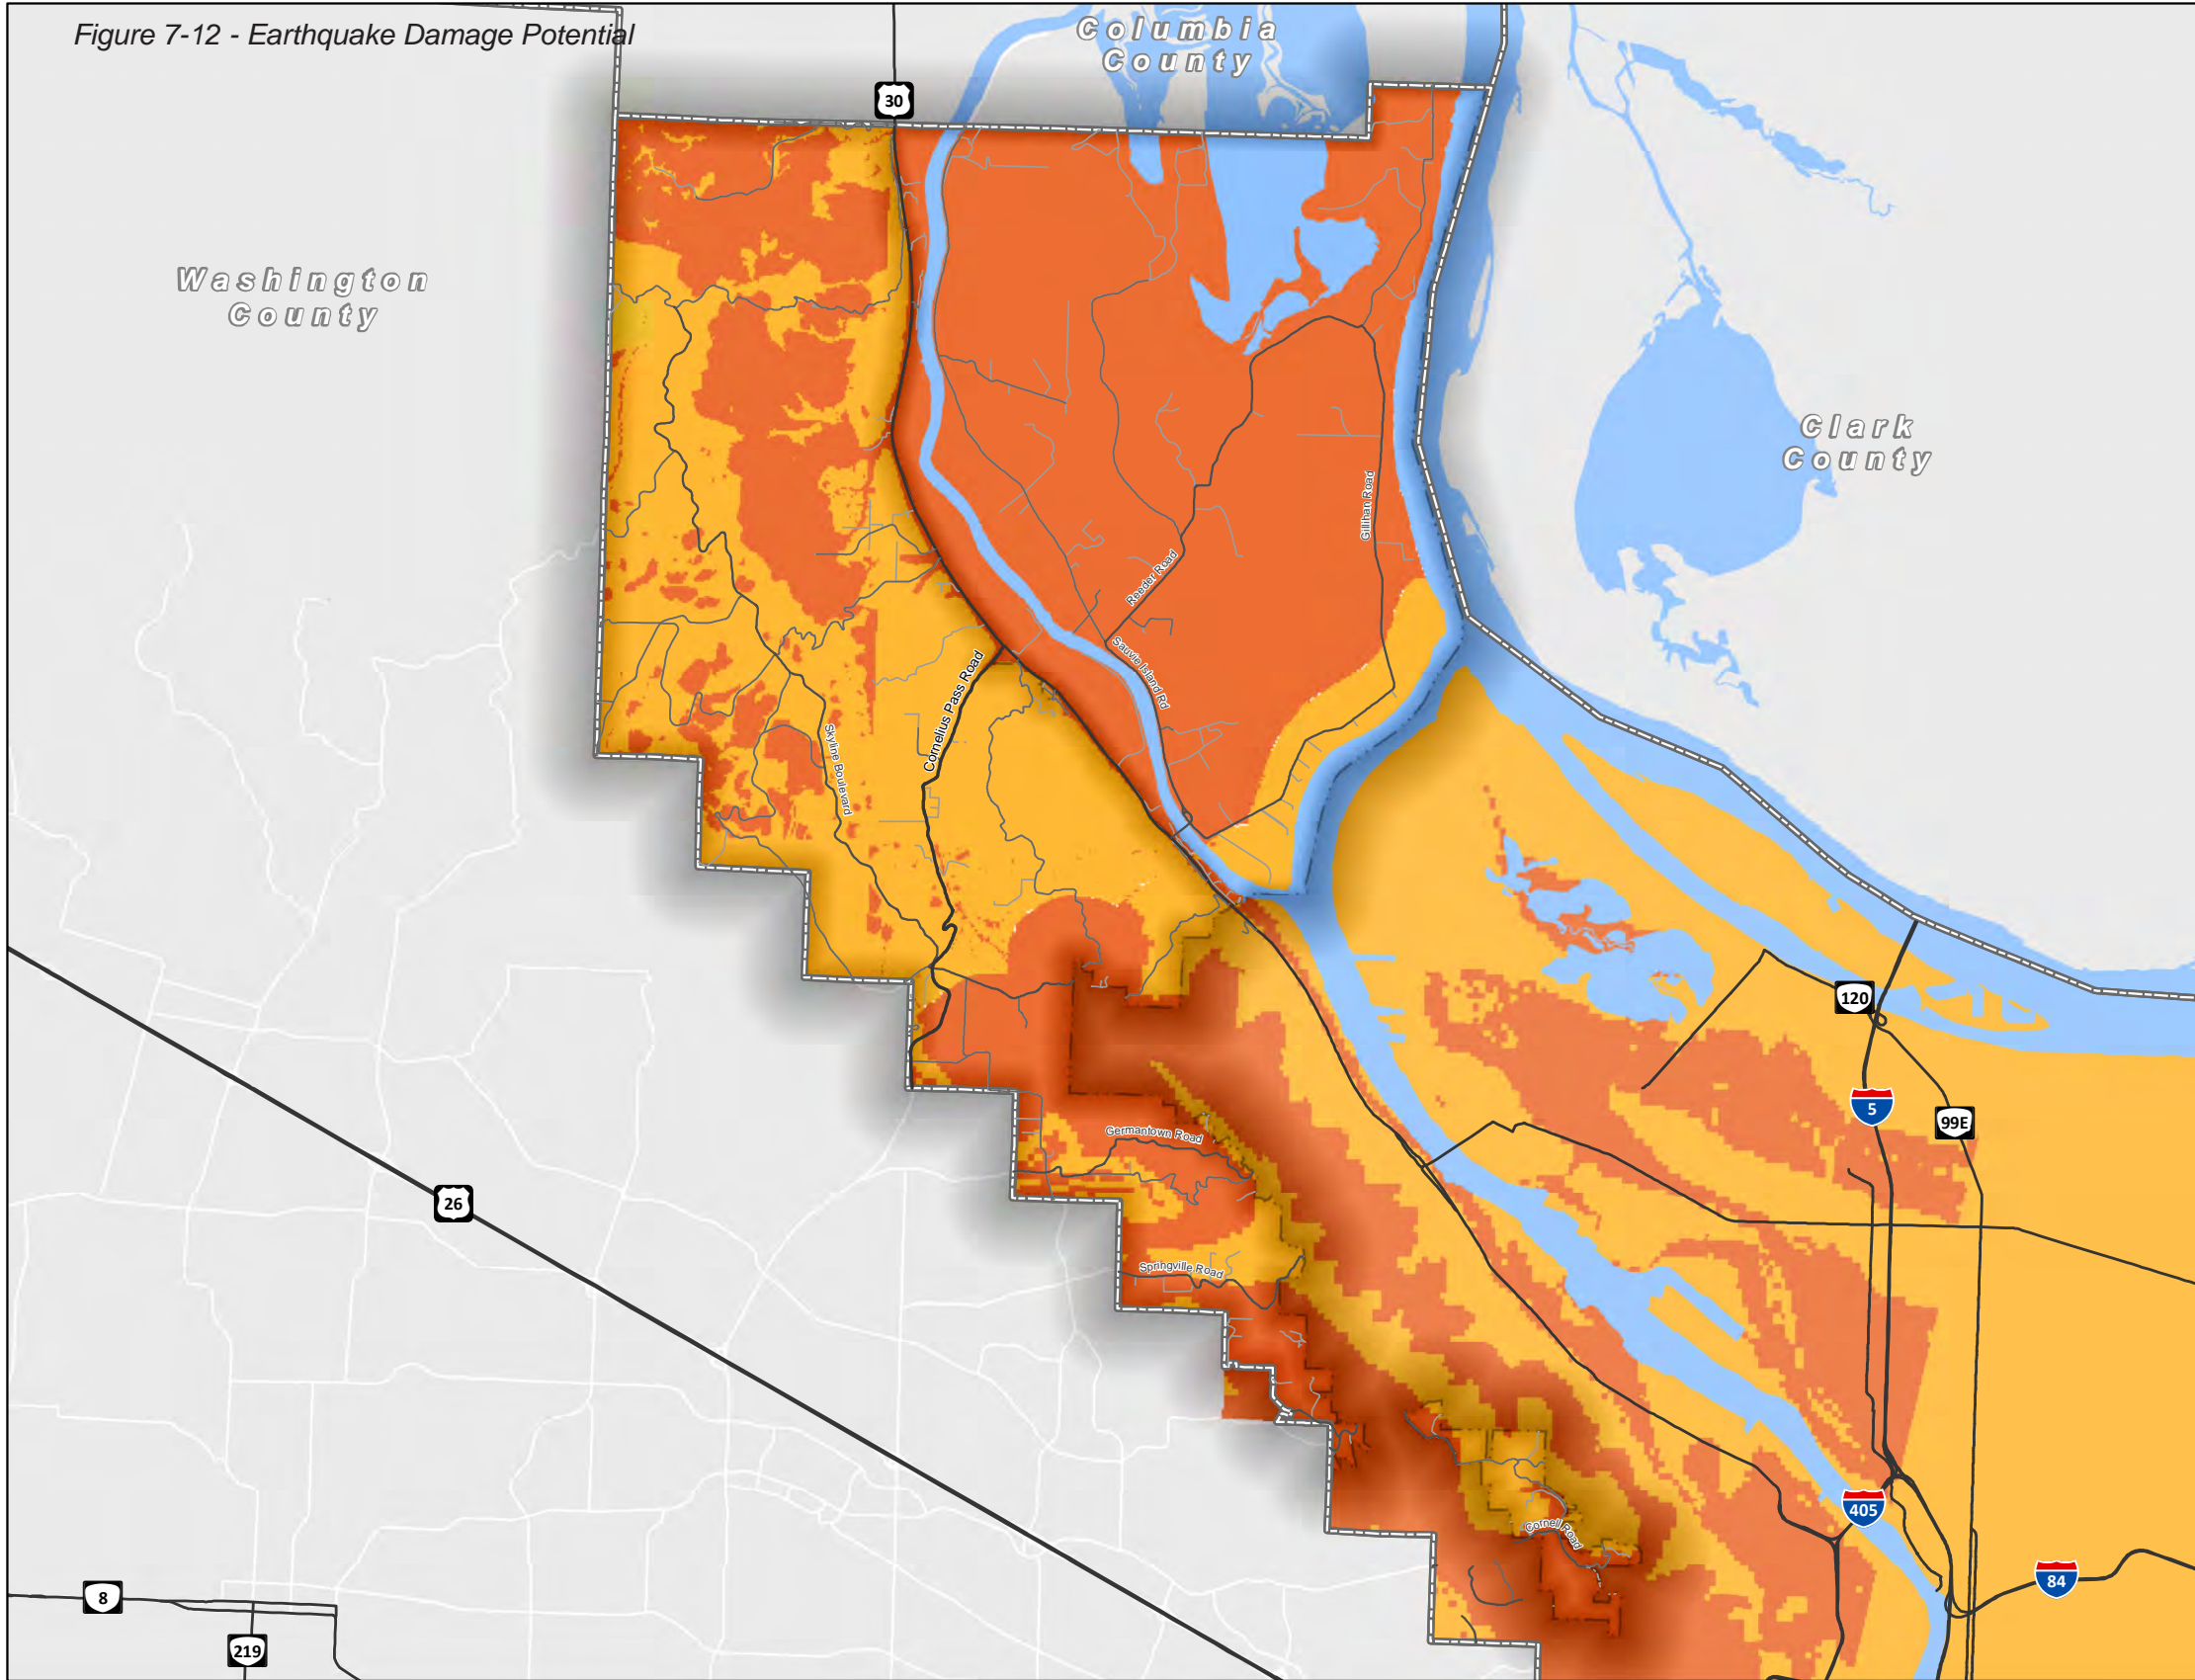 Figure 7-12 - Earthquake Damage Potential
Columbia
County
30
Washington
County
Clark
County
Gillihan Road
Reeder Road
Sauvie Island Rd
Cornelius Pass Road
Skyline Boulevard
120
5
99E
Germantown Road
26
Springville Road
405
Cornell Road
84
8
219